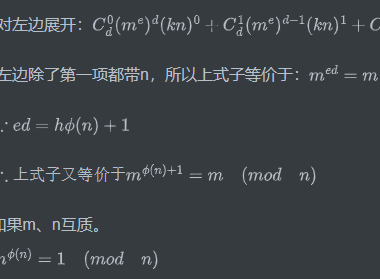 对左边展开：$C_d^0(m^e)^d(kn)^0 + C_d^1(m^e)^{d-1}(kn)^1 + C$
左边除了第一项都带n，所以上式子等价于：$m^{ed} = m$
$\because ed = h\phi(n) + 1$
$\therefore$ 上式子又等价于$m^{\phi(n)+1} = m \quad (mod \quad n)$
如果m、n互质。
$m^{\phi(n)} = 1 \quad (mod \quad n)$